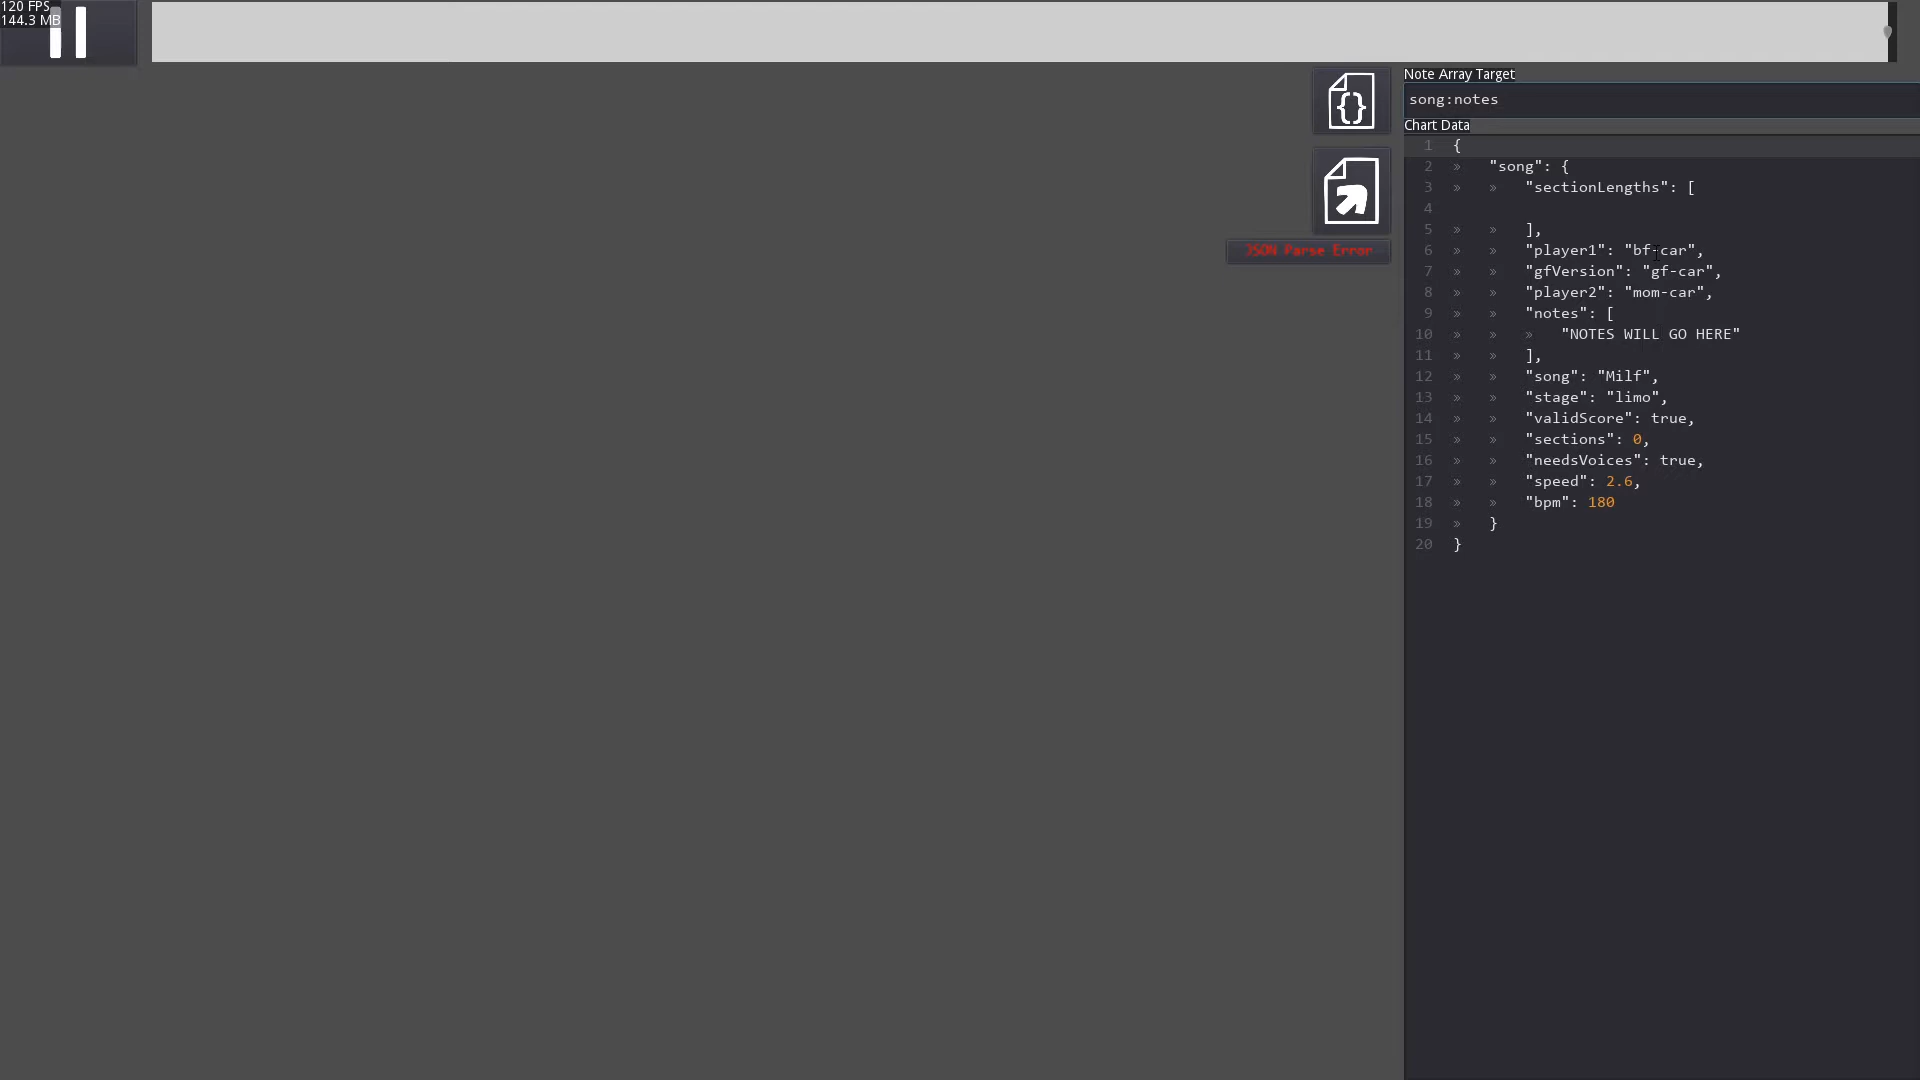 120 FPS
144.3 MB
Note Array Target
song:notes
Chart Data
1 {
2 » "song": {
3 » » "sectionLengths": [
4
5 » » ],
6 » » "player1": "bf-car",
7 » » "gfVersion": "gf-car",
8 » » "player2": "mom-car",
9 » » "notes": [
10 » » » "NOTES WILL GO HERE"
11 » » ],
12 » » "song": "Milf",
13 » » "stage": "limo",
14 » » "validScore": true,
15 » » "sections": 0,
16 » » "needsVoices": true,
17 » » "speed": 2.6,
18 » » "bpm": 180
19 » }
20 }
{}
JSON Parse Error